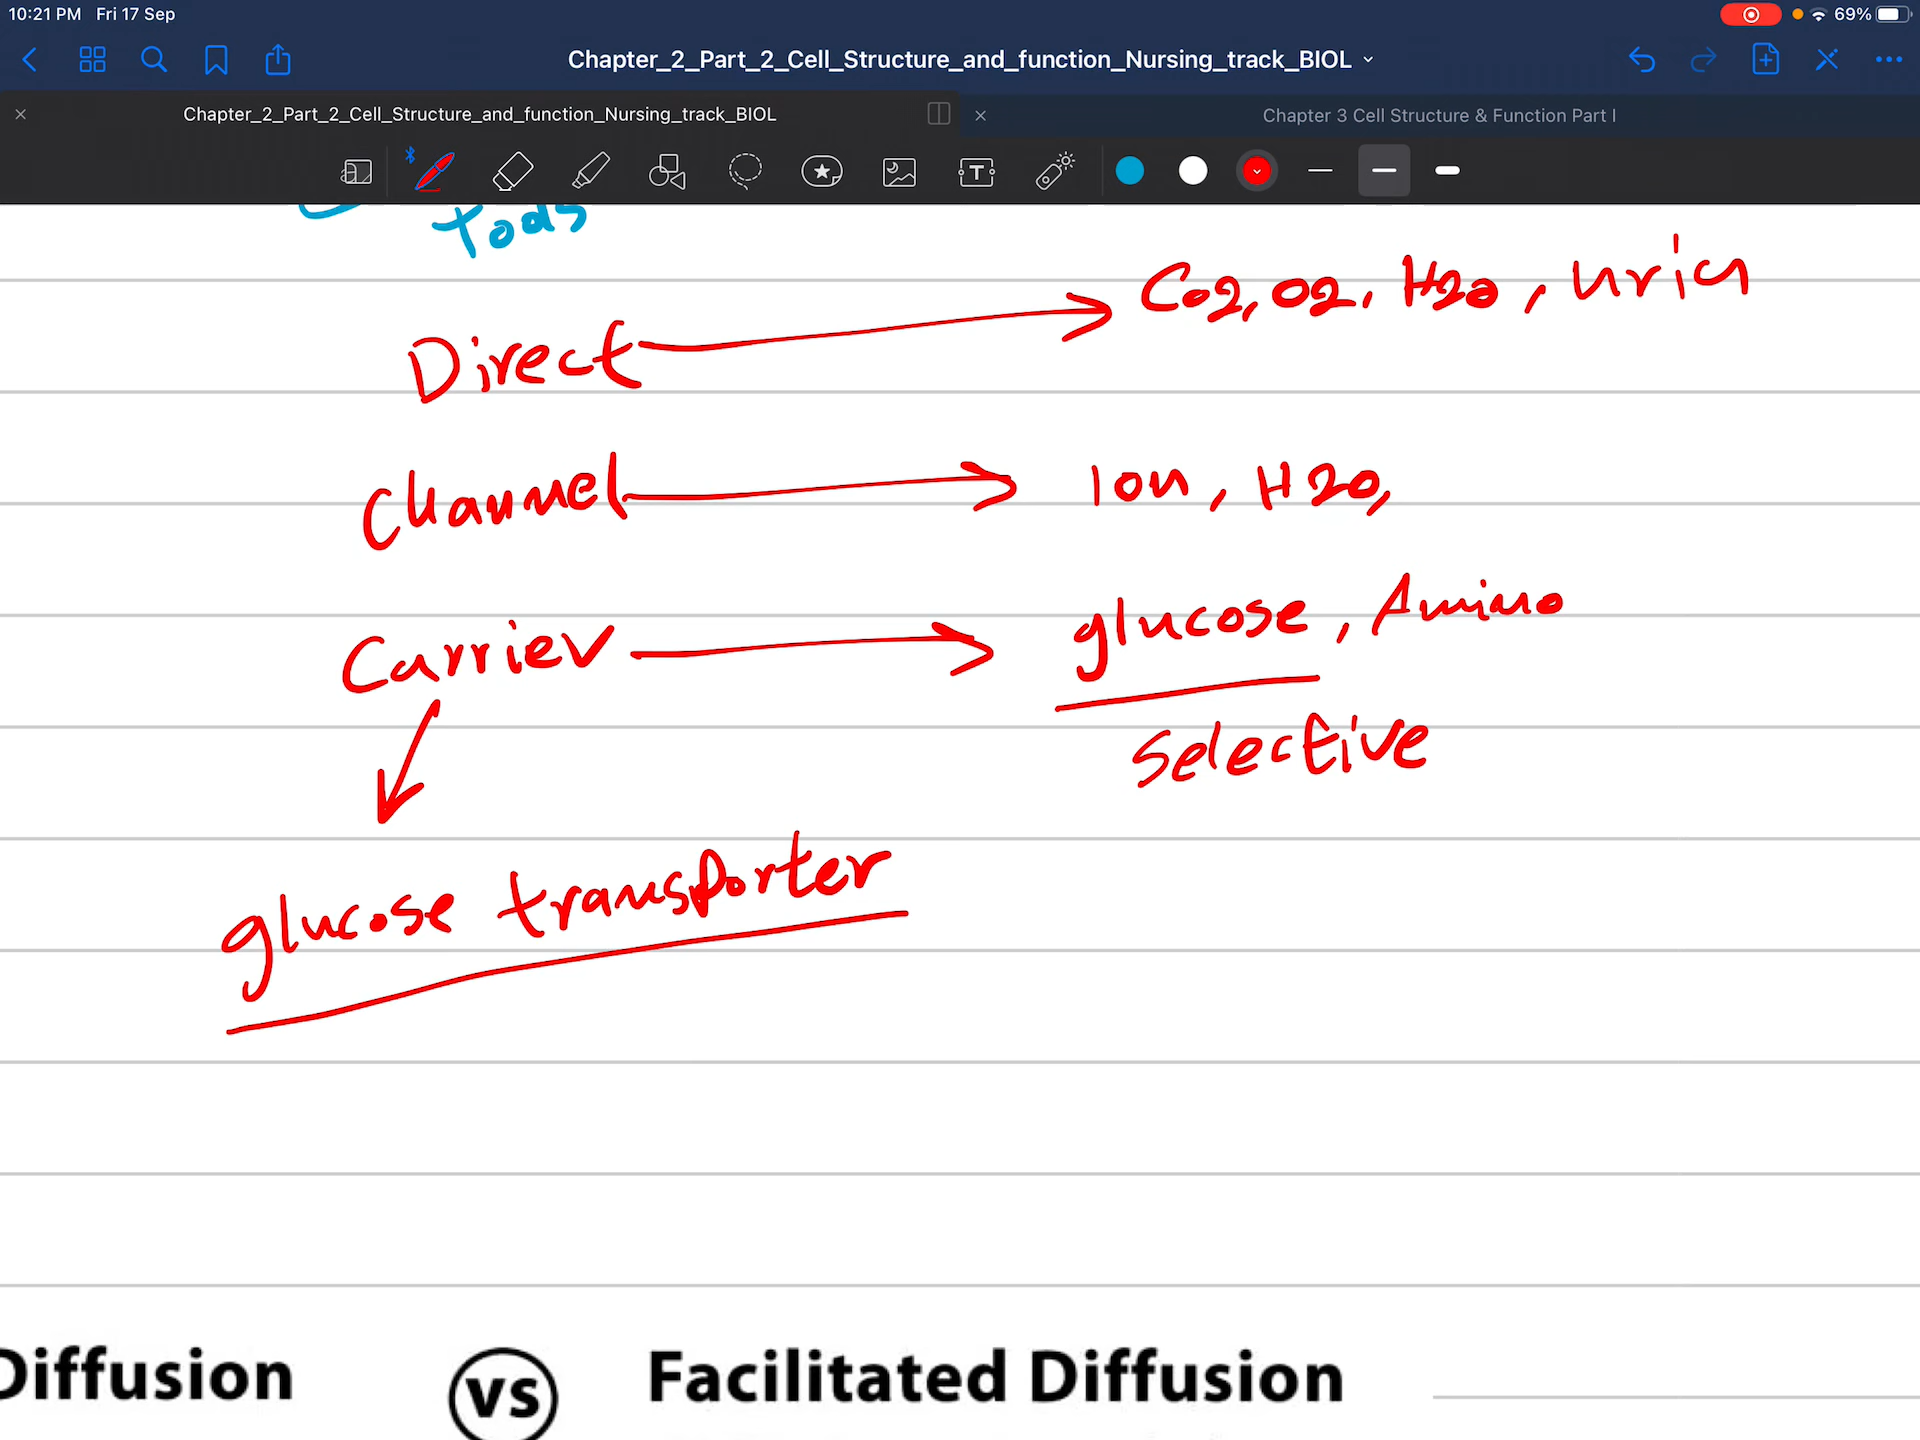 10:21 PM Fri 17 Sep
69%
Chapter_2_Part_2_Cell_Structure_and_function_Nursing_track_BIOL
Chapter_2_Part_2_Cell_Structure_and_function_Nursing_track_BIOL
Chapter 3 Cell Structure & Function Part I
Direct
Co2, O2, H2O, uria
Channel
Ion, H2O,
Carrier
glucose, Amino
Selective
glucose transporter
Diffusion
VS
Facilitated Diffusion